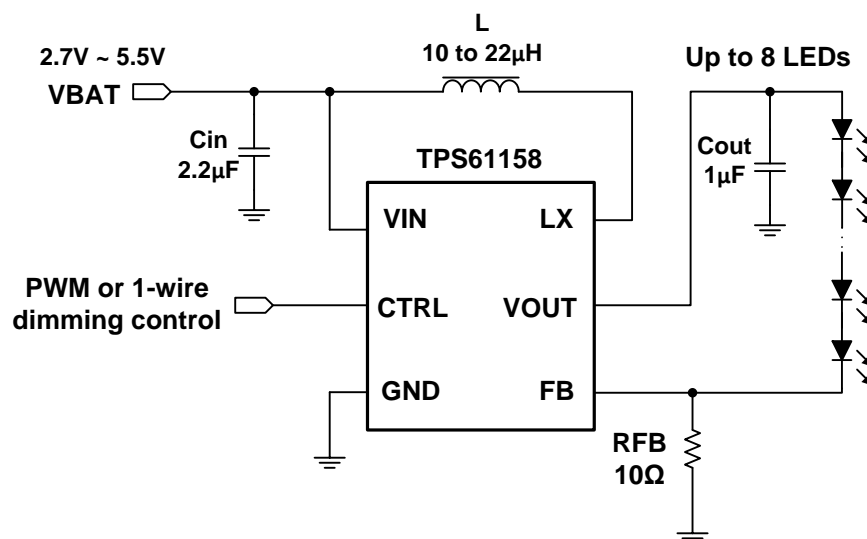 L
10 to 22µH
2.7V ~ 5.5V
VBAT
Up to 8 LEDs
Cin
2.2µF
TPS61158
Cout
1µF
VIN
LX
PWM or 1-wire
dimming control
CTRL
VOUT
GND
FB
RFB
10Ω